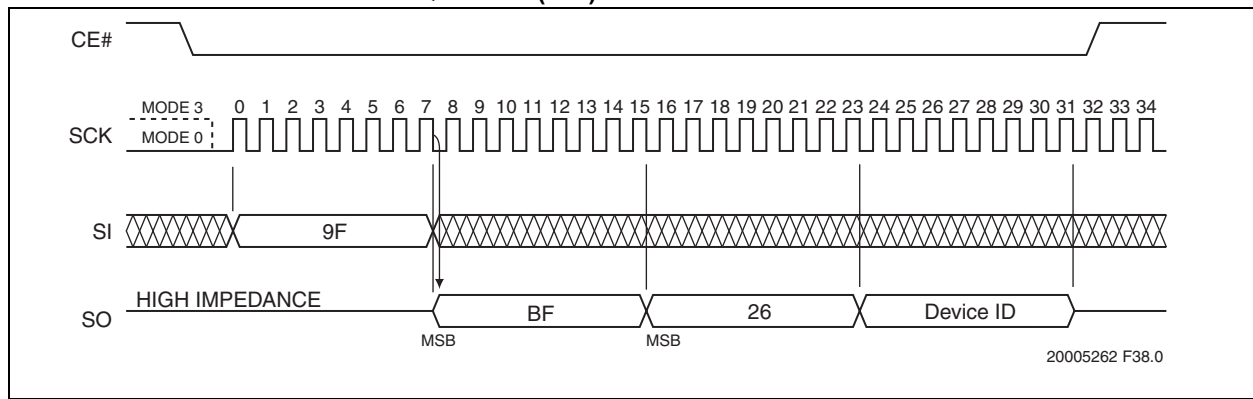 CE#
MODE 3 0 1 2 3 4 5 6 7 8 9 10 11 12 13 14 15 16 17 18 19 20 21 22 23 24 25 26 27 28 29 30 31 32 33 34
SCK MODE 0
SI 9F
HIGH IMPEDANCE
SO BF 26 Device ID
MSB MSB
20005262 F38.0